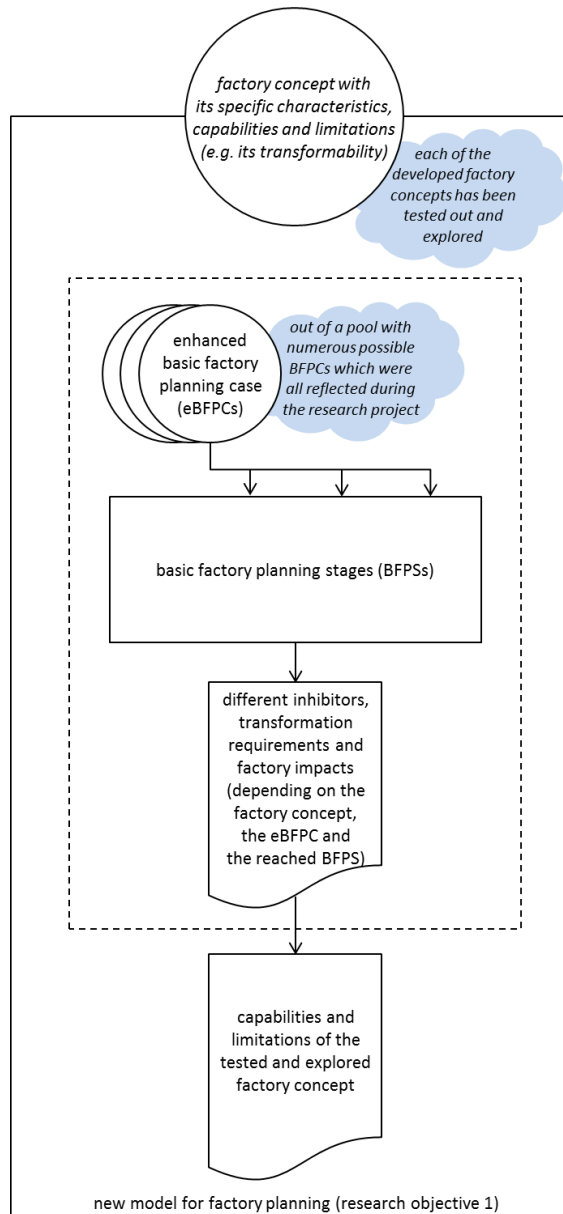 factory concept with
its specific characteristics,
capabilities and limitations
(e.g. its transformability)
each of the
developed factory
concepts has been
tested out and
explored
enhanced
basic factory
planning case
(eBFPCs)
out of a pool with
numerous possible
BFPCs which were
all reflected during
the research project
basic factory planning stages (BFPSs)
different inhibitors,
transformation
requirements and
factory impacts
(depending on the
factory concept,
the eBFPC and
the reached BFPS)
capabilities and
limitations of the
tested and explored
factory concept
new model for factory planning (research objective 1)